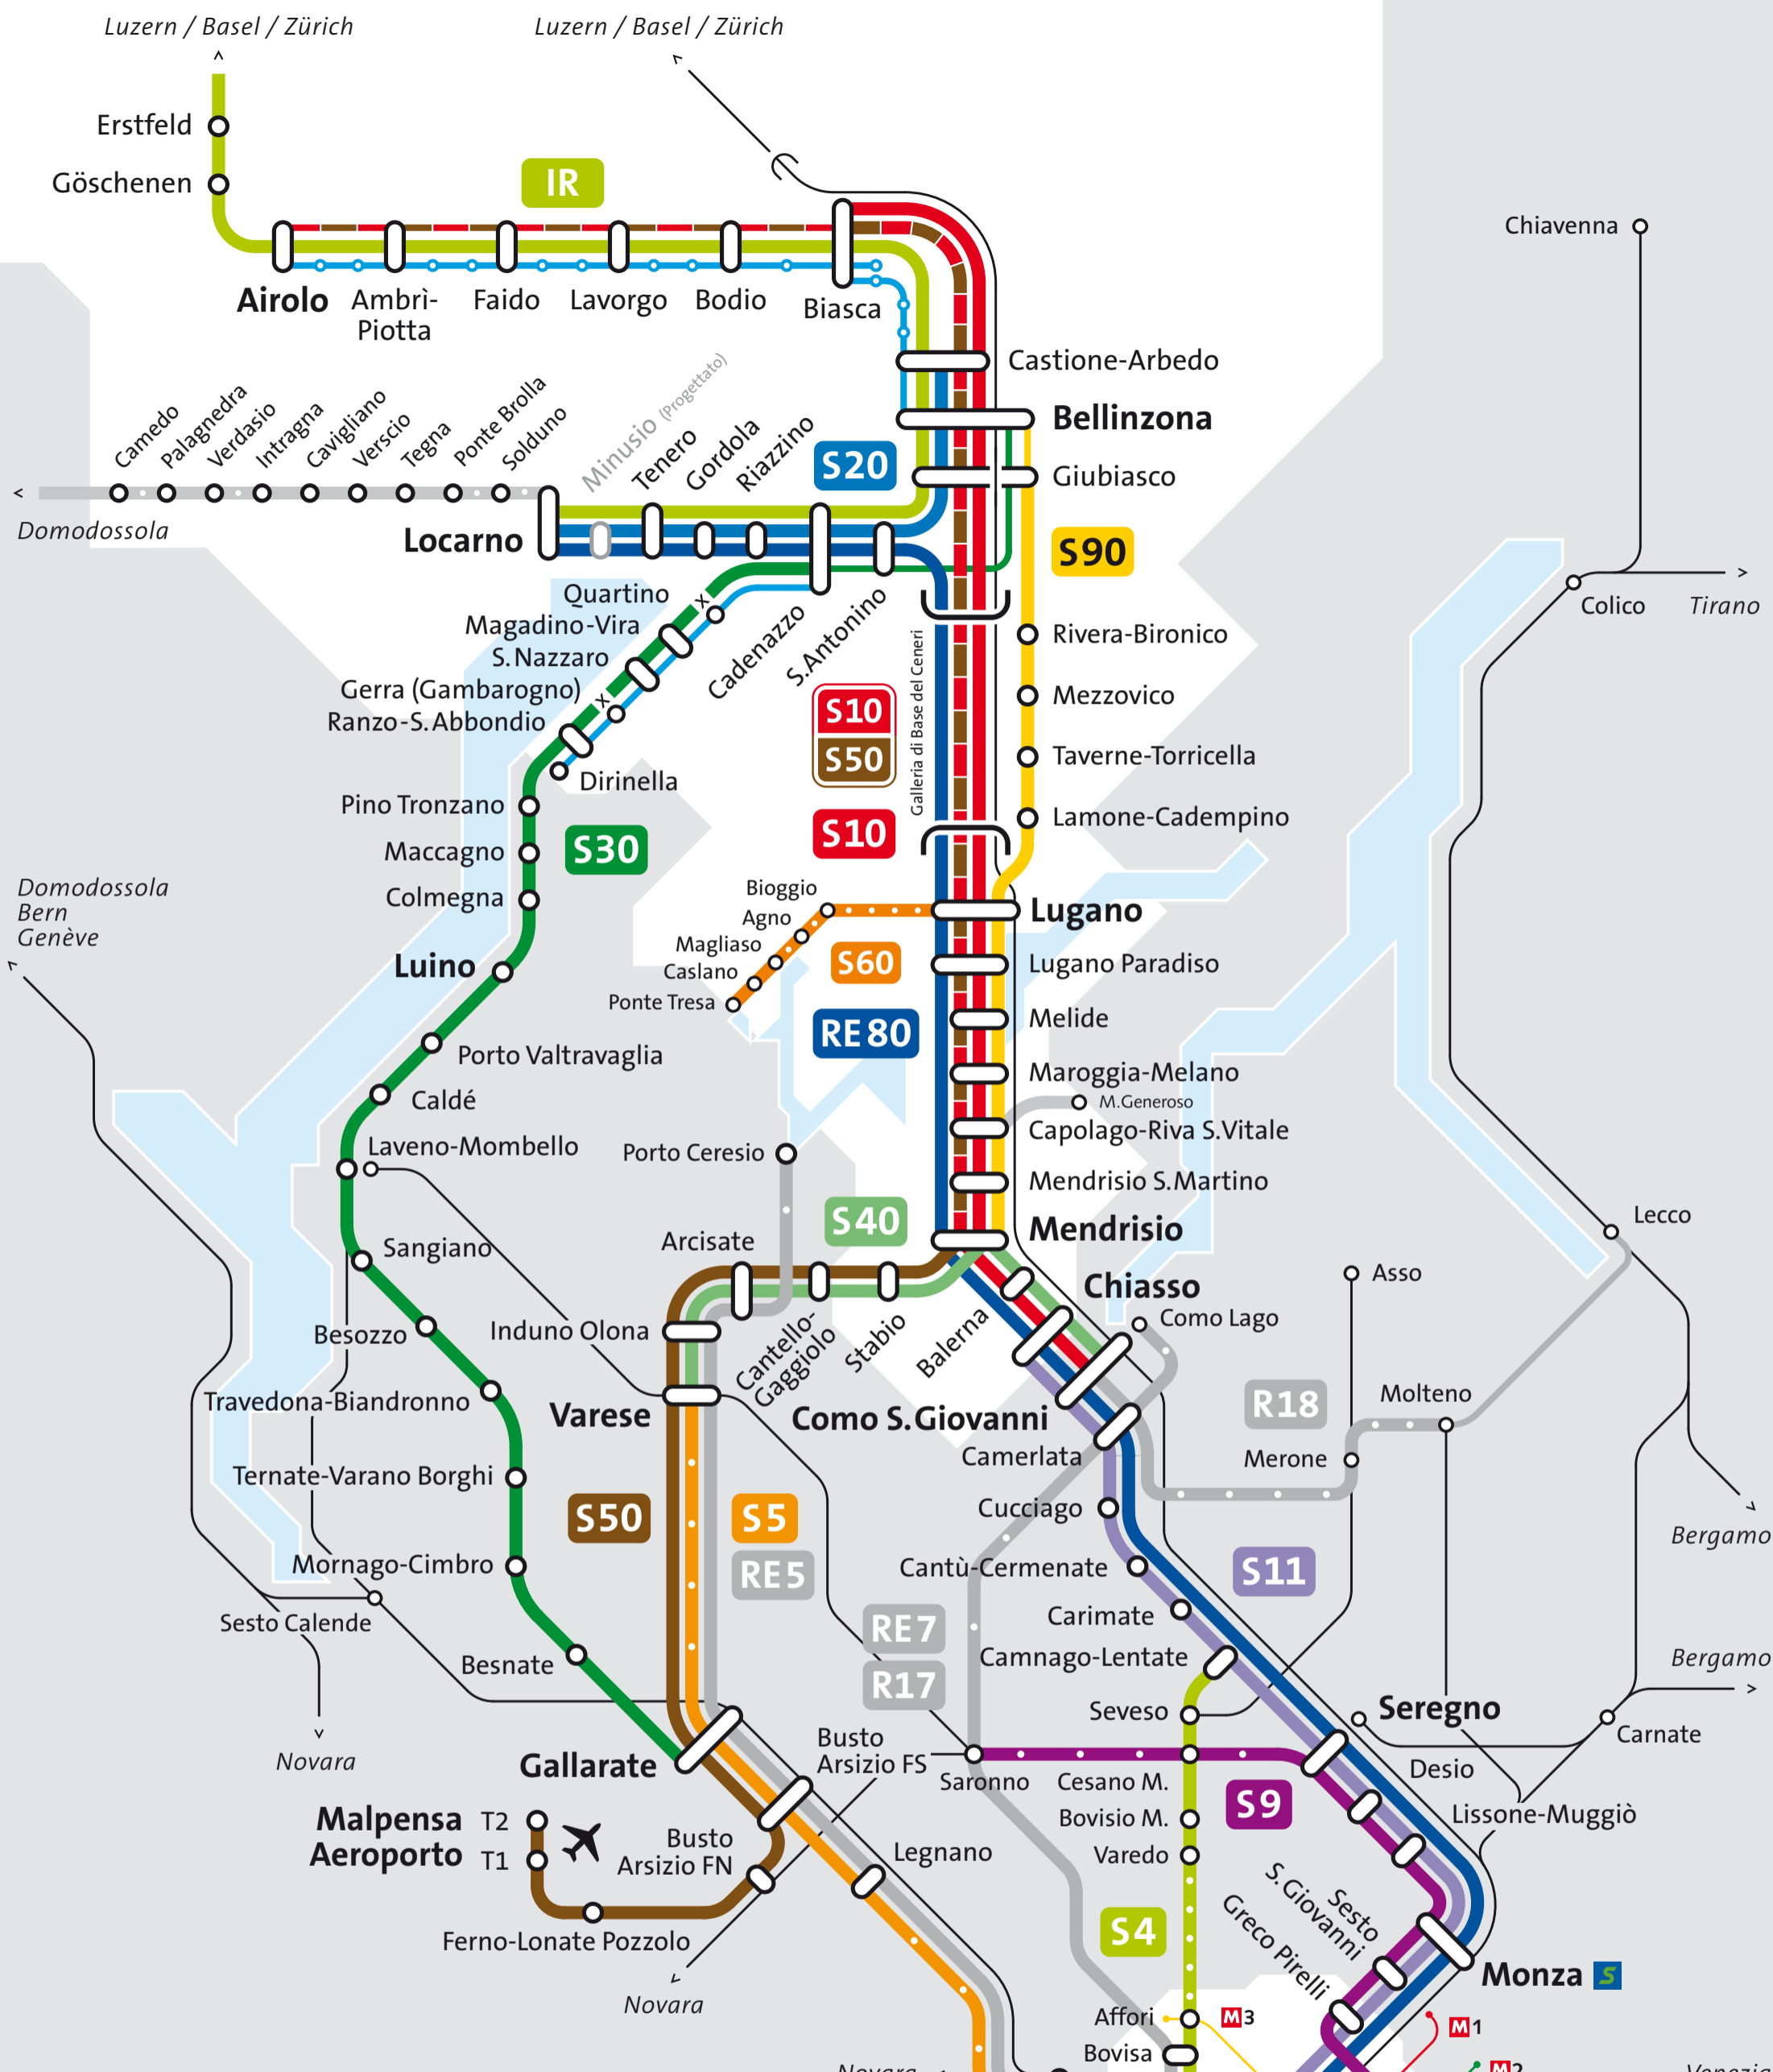 Luzern / Basel / Zürich
Luzern / Basel / Zürich
Erstfeld
Göschenen
IR
Chiavenna
Airolo
Ambrì-
Piotta
Faido
Lavorgo
Bodio
Biasca
Castione-Arbedo
Bellinzona
Giubiasco
Camedo
Palagnedra
Verdasio
Intragna
Cavigliano
Verscio
Tegna
Ponte Brolla
Solduno
Minusio (Progettato)
Tenero
Gordola
Riazzino
S20
Domodossola
Locarno
S90
Colico
Tirano
Quartino
Magadino-Vira
S.Nazzaro
Gerra (Gambarogno)
Ranzo-S.Abbondio
x
x
Cadenazzo
S.Antonino
Dirinella
Galleria di Base del Ceneri
Rivera-Bironico
Mezzovico
Taverne-Torricella
Lamone-Cadempino
S10
S50
S10
Pino Tronzano
Maccagno
Colmegna
S30
Luino
Domodossola
Bern
Genève
Bioggio
Agno
Magliaso
Caslano
Ponte Tresa
S60
RE80
Lugano
Lugano Paradiso
Melide
Maroggia-Melano
M.Generoso
Capolago-Riva S.Vitale
Mendrisio S.Martino
Mendrisio
Porto Valtravaglia
Caldé
Laveno-Mombello
Porto Ceresio
S40
Arcisate
Sangiano
Lecco
Asso
Chiasso
Como Lago
Besozzo
Induno Olona
Cantello-
Gaggiolo
Stabio
Balerna
Travedona-Biandronno
Varese
Como S.Giovanni
R18
Molteno
Camerlata
Merone
Ternate-Varano Borghi
S50
S5
RE5
Cucciago
Bergamo
Mornago-Cimbro
Cantù-Cermenate
S11
Sesto Calende
RE7
R17
Carimate
Camnago-Lentate
Besnate
Bergamo
Seveso
Seregno
Carnate
Novara
Gallarate
Busto
Arsizio FS
Saronno
Cesano M.
Desio
S9
Malpensa
Aeroporto
T2
T1
Busto
Arsizio FN
Legnano
Bovisio M.
Lissone-Muggiò
Varedo
Ferno-Lonate Pozzolo
S4
Sesto
S.Giovanni
Greco Pirelli
Monza
S
Novara
Affori
M3
M1
Bovisa
M2
Novara
Venezia